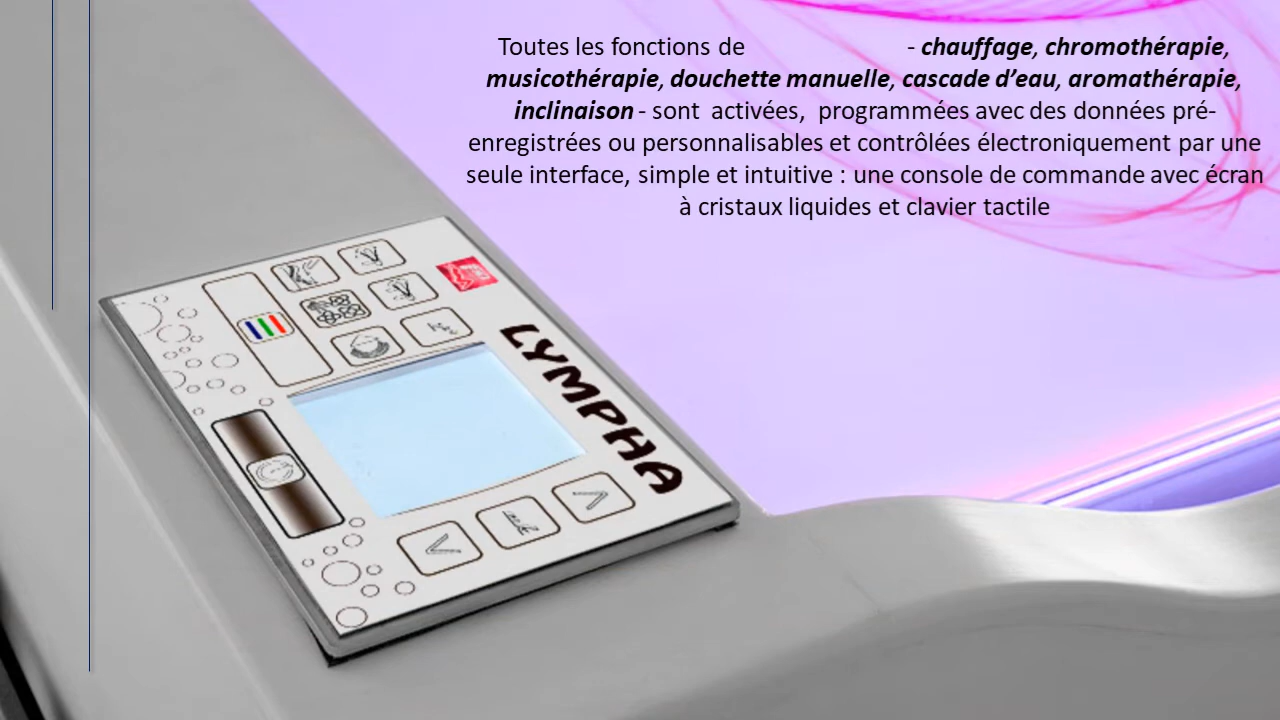 Toutes les fonctions de - chauffage, chromothérapie,
musicothérapie, douchette manuelle, cascade d’eau, aromathérapie,
inclinaison - sont activées, programmées avec des données pré-
enregistrées ou personnalisables et contrôlées électroniquement par une
seule interface, simple et intuitive : une console de commande avec écran
à cristaux liquides et clavier tactile
LYMPHA